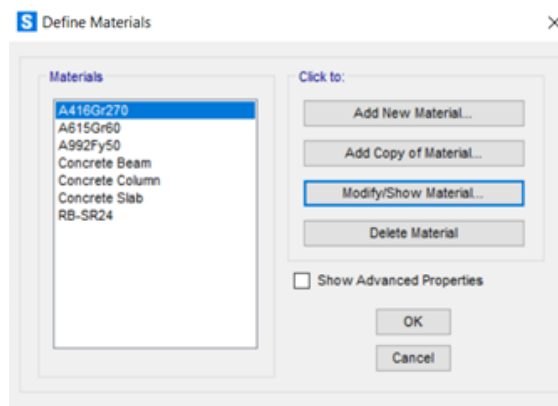 S Define Materials
Materials
A416Gr270
A615Gr60
A992Fy50
Concrete Beam
Concrete Column
Concrete Slab
RB-SR24
Click to:
Add New Material...
Add Copy of Material...
Modify/Show Material...
Delete Material
Show Advanced Properties
OK
Cancel